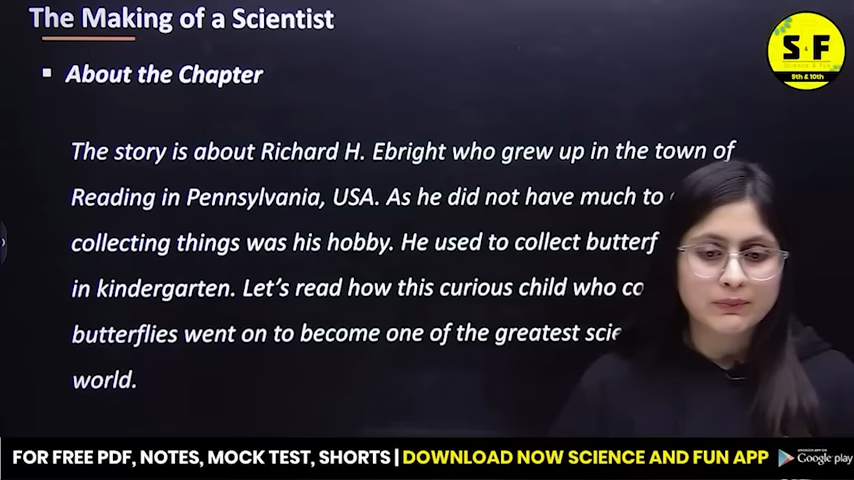 The Making of a Scientist
S & F
Science & Fun
9th & 10th
▪ About the Chapter
The story is about Richard H. Ebright who grew up in the town of
Reading in Pennsylvania, USA. As he did not have much to
collecting things was his hobby. He used to collect
in kindergarten. Let's read how this curious child who
butterflies went on to become one of the greatest
world.
FOR FREE PDF, NOTES, MOCK TEST, SHORTS | DOWNLOAD NOW SCIENCE AND FUN APP
Google play